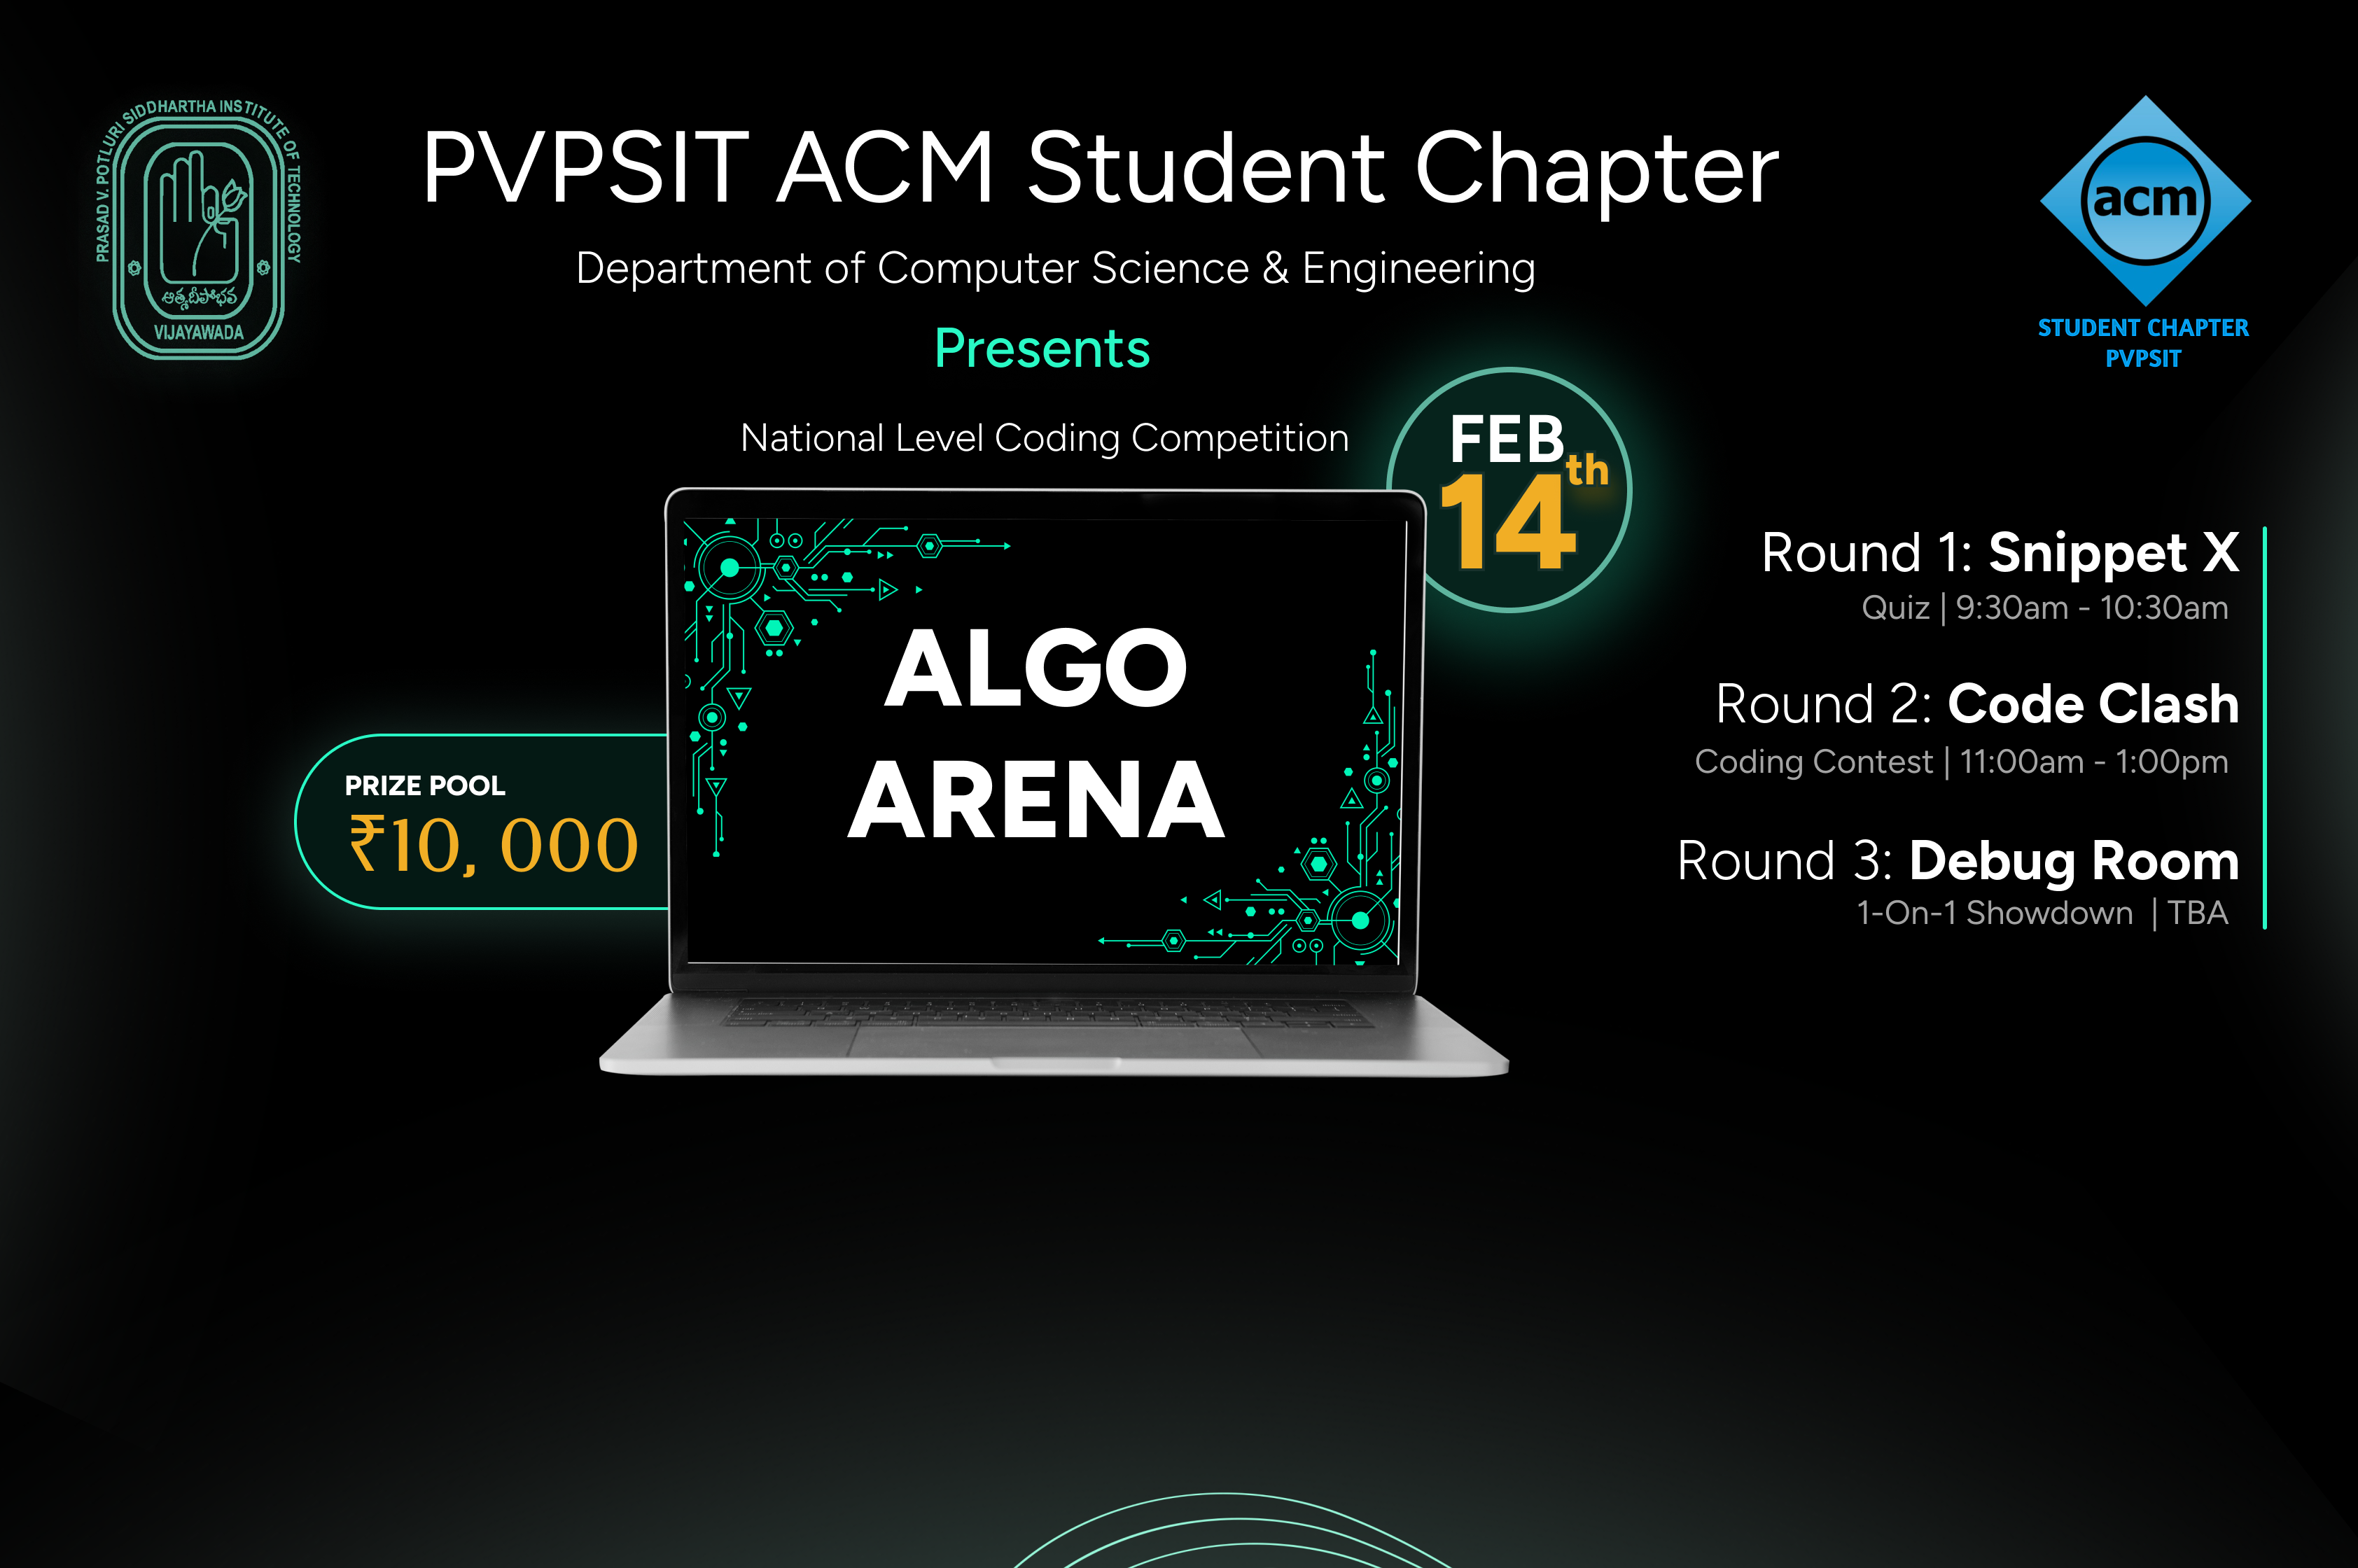 PRASAD V. POTLURI SIDDHARTHA INSTITUTE OF TECHNOLOGY
ఆత్మదీపోభవ
VIJAYAWADA
PVPSIT ACM Student Chapter
Department of Computer Science & Engineering
Presents
National Level Coding Competition
acm
STUDENT CHAPTER
PVPSIT
FEB
14th
ALGO
ARENA
PRIZE POOL
₹10, 000
Round 1: Snippet X
Quiz | 9:30am - 10:30am
Round 2: Code Clash
Coding Contest | 11:00am - 1:00pm
Round 3: Debug Room
1-On-1 Showdown | TBA